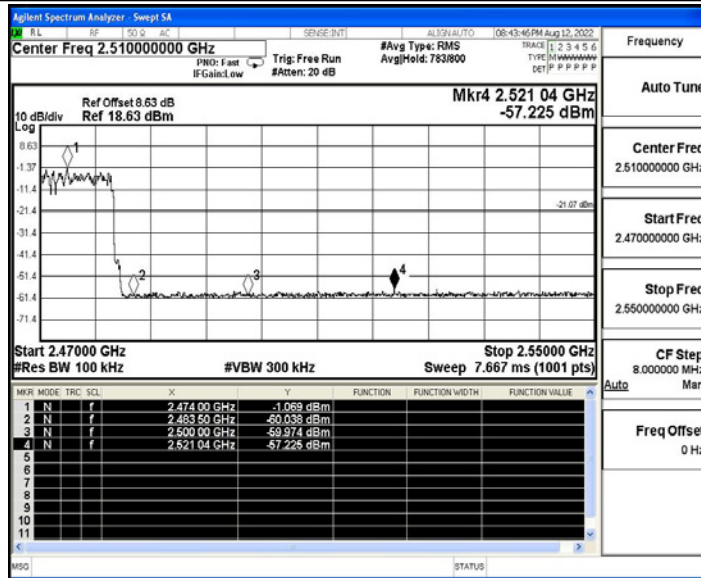 Agilent Spectrum Analyzer - Swept SA
RL RF 50 Ω AC SENSE:INT ALIGN AUTO 08:43:46 PM Aug 12, 2022
Center Freq 2.510000000 GHz
PNO: Fast
IFGain:Low
Trig: Free Run
#Atten: 20 dB
#Avg Type: RMS
Avg|Hold: 783/800
TRACE 1 2 3 4 5 6
TYPE M WWWWW
DET P P P P P P
Frequency
Auto Tune
Center Freq
2.510000000 GHz
Start Freq
2.470000000 GHz
Stop Freq
2.550000000 GHz
CF Step
8.000000 MHz
Auto Man
Freq Offset
0 Hz
Mkr4 2.521 04 GHz
-57.225 dBm
Ref Offset 8.63 dB
10 dB/div Ref 18.63 dBm
Log
8.63
-1.37
-11.4
-21.4
-31.4
-41.4
-51.4
-61.4
-71.4
1
2
3
4
-21.07 dBm
Start 2.47000 GHz Stop 2.55000 GHz
#Res BW 100 kHz #VBW 300 kHz Sweep 7.667 ms (1001 pts)
MKR MODE TRC SCL X Y FUNCTION FUNCTION WIDTH FUNCTION VALUE
1 N f 2.474 00 GHz -1.069 dBm
2 N f 2.483 50 GHz -60.038 dBm
3 N f 2.500 00 GHz -59.974 dBm
4 N f 2.521 04 GHz -57.225 dBm
5
6
7
8
9
10
11
MSG STATUS